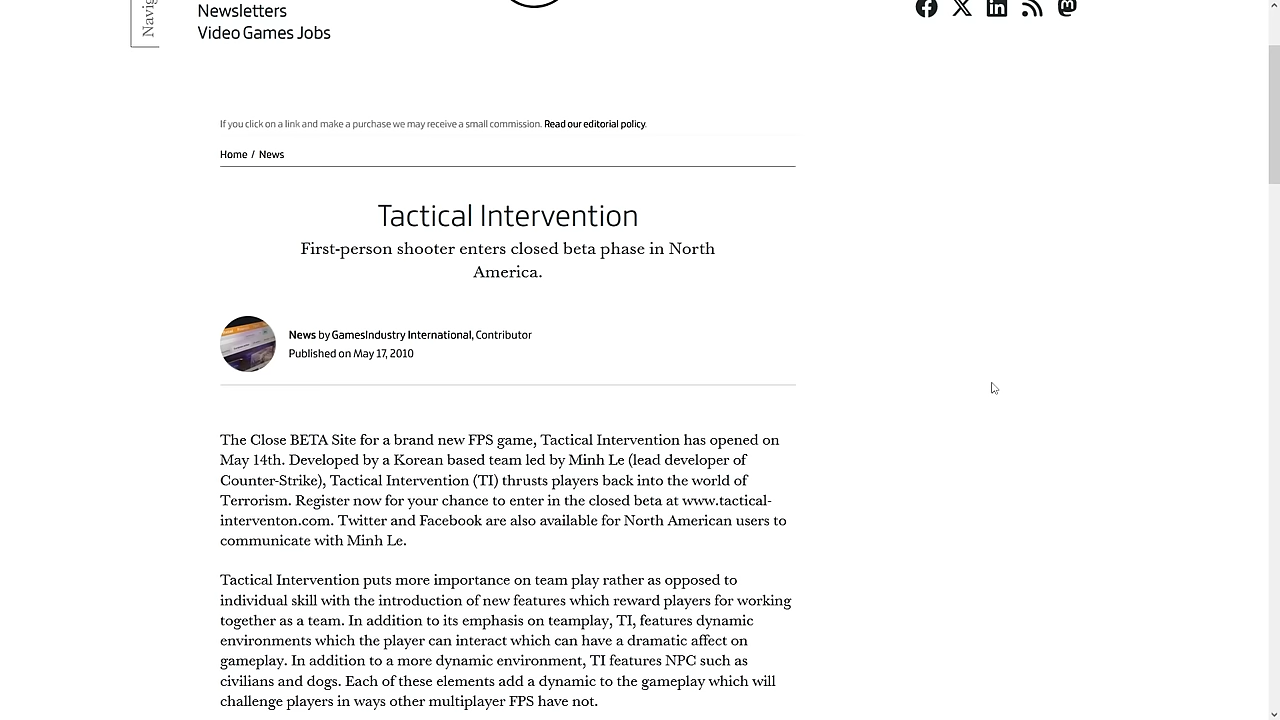 Navig
Newsletters
Video Games Jobs
If you click on a link and make a purchase we may receive a small commission. Read our editorial policy.
Home / News
Tactical Intervention
First-person shooter enters closed beta phase in North
America.
News by GamesIndustry International, Contributor
Published on May 17, 2010
The Close BETA Site for a brand new FPS game, Tactical Intervention has opened on
May 14th. Developed by a Korean based team led by Minh Le (lead developer of
Counter-Strike), Tactical Intervention (TI) thrusts players back into the world of
Terrorism. Register now for your chance to enter in the closed beta at www.tactical-
interventon.com. Twitter and Facebook are also available for North American users to
communicate with Minh Le.
Tactical Intervention puts more importance on team play rather as opposed to
individual skill with the introduction of new features which reward players for working
together as a team. In addition to its emphasis on teamplay, TI, features dynamic
environments which the player can interact which can have a dramatic affect on
gameplay. In addition to a more dynamic environment, TI features NPC such as
civilians and dogs. Each of these elements add a dynamic to the gameplay which will
challenge players in ways other multiplayer FPS have not.